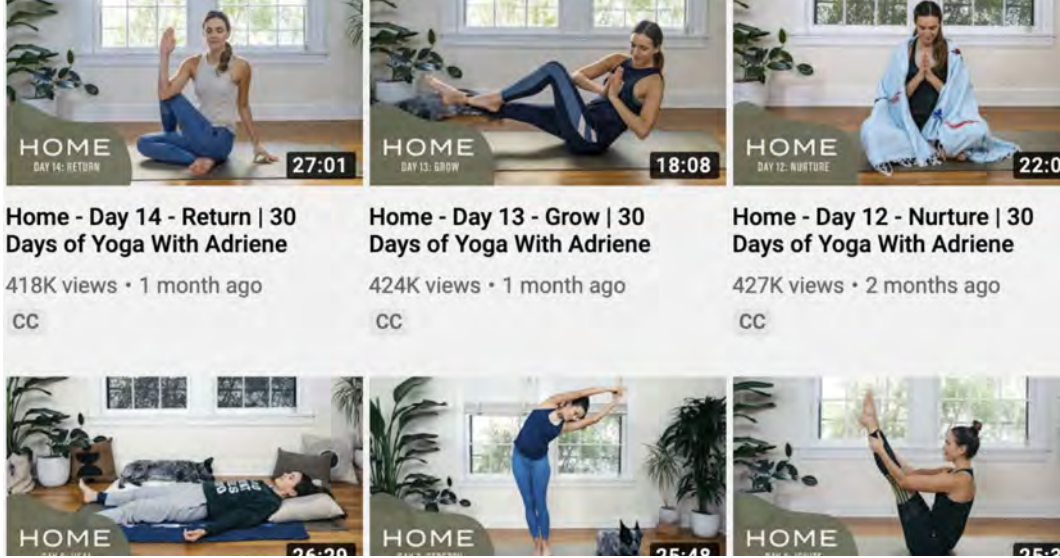 HOME
DAY 14: RETURN
27:01
HOME
DAY 13: GROW
18:08
HOME
DAY 12: NURTURE
22:0
Home - Day 14 - Return | 30
Days of Yoga With Adriene
418K views • 1 month ago
CC
Home - Day 13 - Grow | 30
Days of Yoga With Adriene
424K views • 1 month ago
CC
Home - Day 12 - Nurture | 30
Days of Yoga With Adriene
427K views • 2 months ago
CC
HOME
26:29
HOME
25:48
HOME